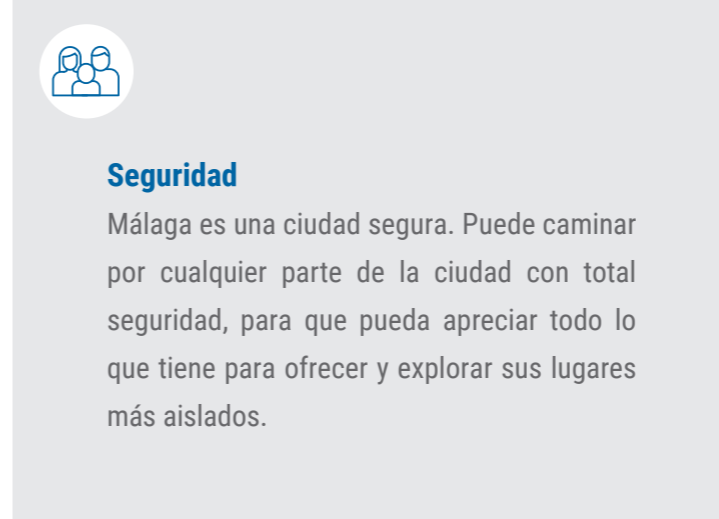 Seguridad
Málaga es una ciudad segura. Puede caminar
por cualquier parte de la ciudad con total
seguridad, para que pueda apreciar todo lo
que tiene para ofrecer y explorar sus lugares
más aislados.